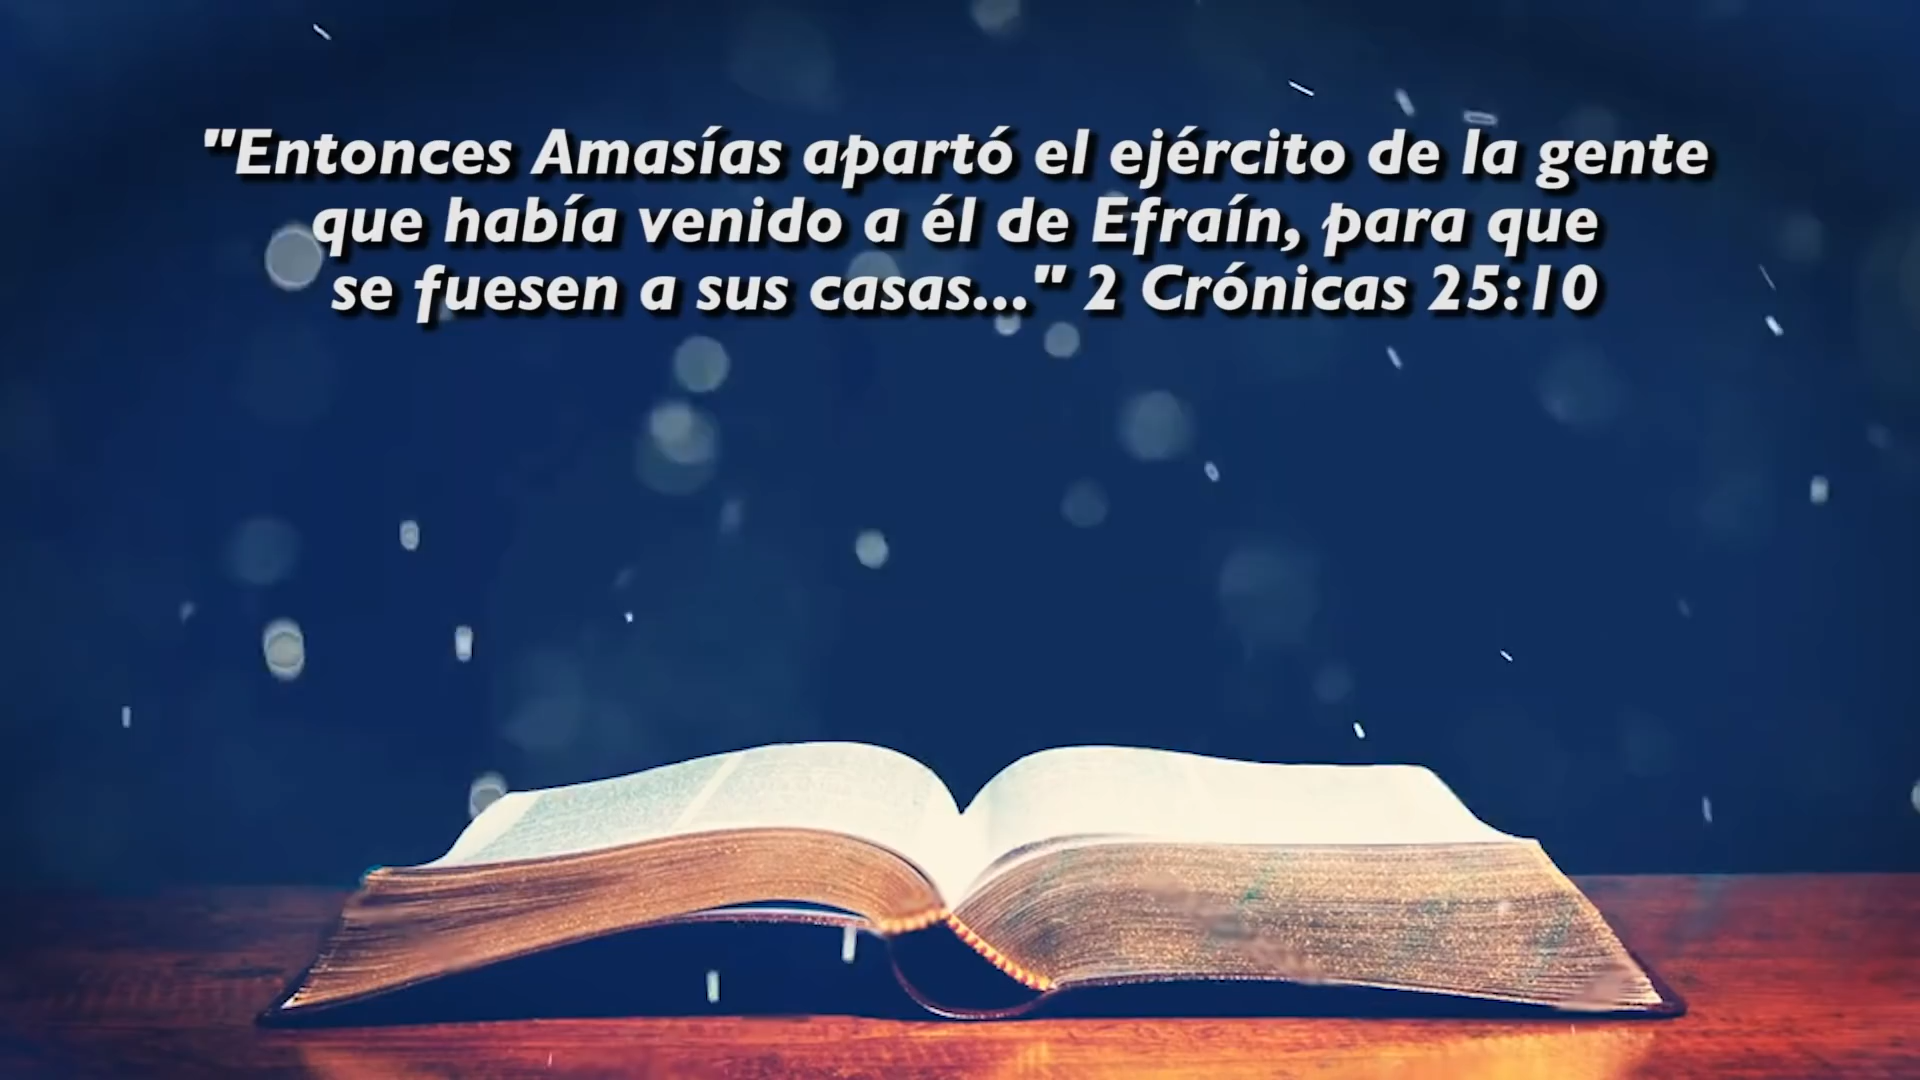 "Entonces Amasías apartó el ejército de la gente
que había venido a él de Efraín, para que
se fuesen a sus casas..." 2 Crónicas 25:10